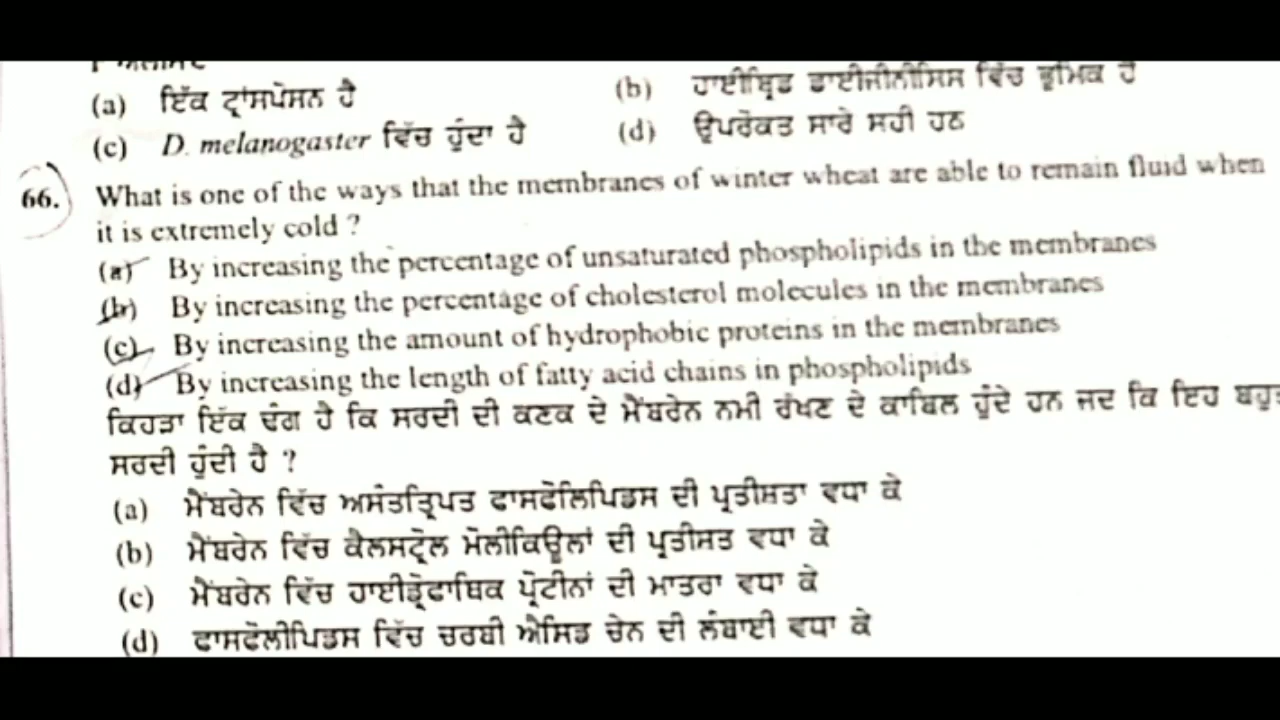 (a) ਇੱਕ ਟ੍ਰਾਂਸਪੋਸਨ ਹੈ (b) ਹਾਈਬ੍ਰਿਡ ਡਾਈਜੀਨੀਸਿਸ ਵਿੱਚ ਭੂਮਿਕ ਹੈ
(c) D. melanogaster ਵਿੱਚ ਹੁੰਦਾ ਹੈ (d) ਉਪਰੋਕਤ ਸਾਰੇ ਸਹੀ ਹਨ
66. What is one of the ways that the membranes of winter wheat are able to remain fluid when
it is extremely cold ?
(a) By increasing the percentage of unsaturated phospholipids in the membranes
(b) By increasing the percentage of cholesterol molecules in the membranes
(c) By increasing the amount of hydrophobic proteins in the membranes
(d) By increasing the length of fatty acid chains in phospholipids
ਕਿਹੜਾ ਇੱਕ ਢੰਗ ਹੈ ਕਿ ਸਰਦੀ ਦੀ ਕਣਕ ਦੇ ਮੈਂਬਰੇਨ ਨਮੀ ਰੱਖਣ ਦੇ ਕਾਬਿਲ ਹੁੰਦੇ ਹਨ ਜਦ ਕਿ ਇਹ
ਸਰਦੀ ਹੁੰਦੀ ਹੈ ?
(a) ਮੈਂਬਰੇਨ ਵਿੱਚ ਅਸੰਤਤ੍ਰਿਪਤ ਫਾਸਫੋਲਿਪਿਡਸ ਦੀ ਪ੍ਰਤੀਸ਼ਤਾ ਵਧਾ ਕੇ
(b) ਮੈਂਬਰੇਨ ਵਿੱਚ ਕੈਲਸਟ੍ਰੋਲ ਮੋਲੀਕਿਊਲਾਂ ਦੀ ਪ੍ਰਤੀਸ਼ਤ ਵਧਾ ਕੇ
(c) ਮੈਂਬਰੇਨ ਵਿੱਚ ਹਾਈਡ੍ਰੋਫਾਬਿਕ ਪ੍ਰੋਟੀਨਾਂ ਦੀ ਮਾਤਰਾ ਵਧਾ ਕੇ
(d) ਫਾਸਫੋਲੀਪਿਡਸ ਵਿੱਚ ਚਰਬੀ ਐਸਿਡ ਚੇਨ ਦੀ ਲੰਬਾਈ ਵਧਾ ਕੇ